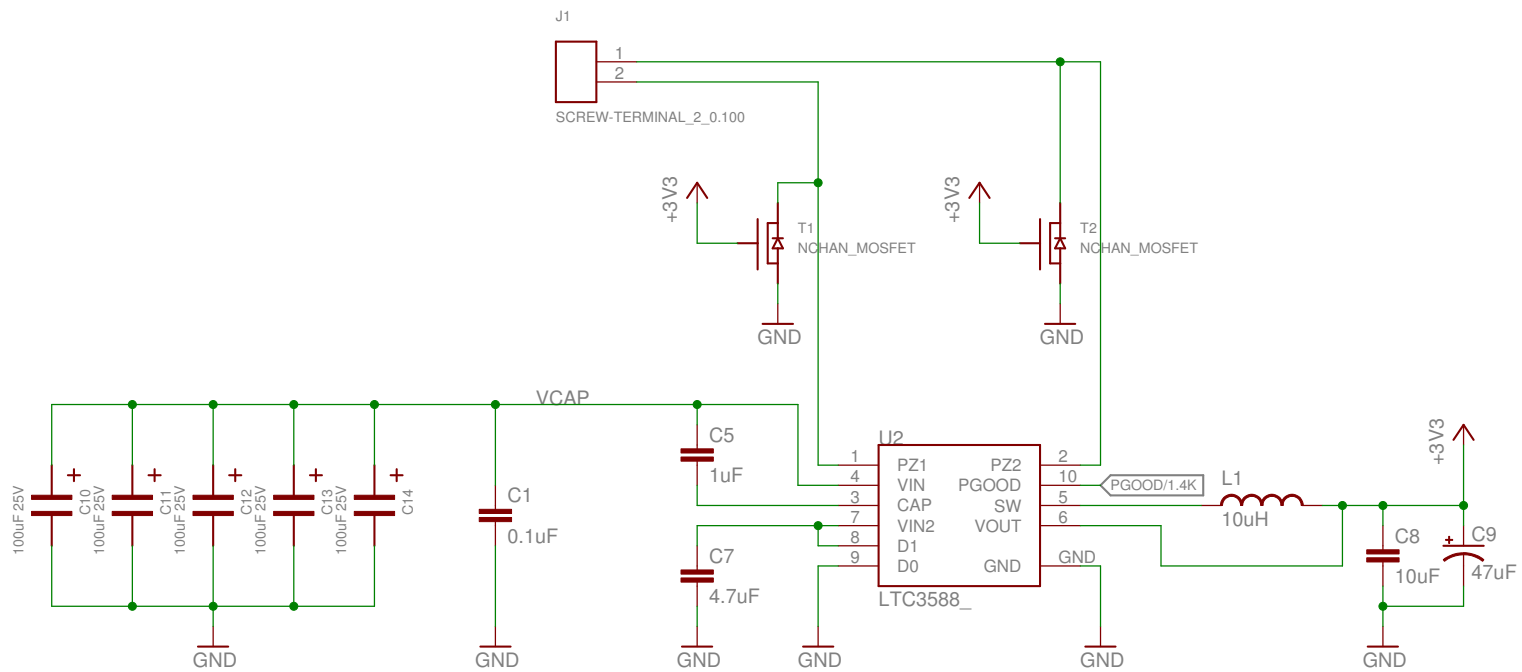 J1
1
2
SCREW-TERMINAL_2_0.100
+3V3
T1
NCHAN_MOSFET
GND
+3V3
T2
NCHAN_MOSFET
GND
VCAP
100uF 25V
C10
100uF 25V
C11
100uF 25V
C12
100uF 25V
C13
100uF 25V
C14
GND
C1
0.1uF
GND
C5
1uF
C7
4.7uF
GND
GND
U2
1
4
3
7
8
9
PZ1
VIN
CAP
VIN2
D1
D0
PZ2
PGOOD
SW
VOUT
GND
2
10
5
6
GND
LTC3588_
PGOOD/1.4K
GND
L1
10uH
+3V3
C8
10uF
C9
47uF
GND